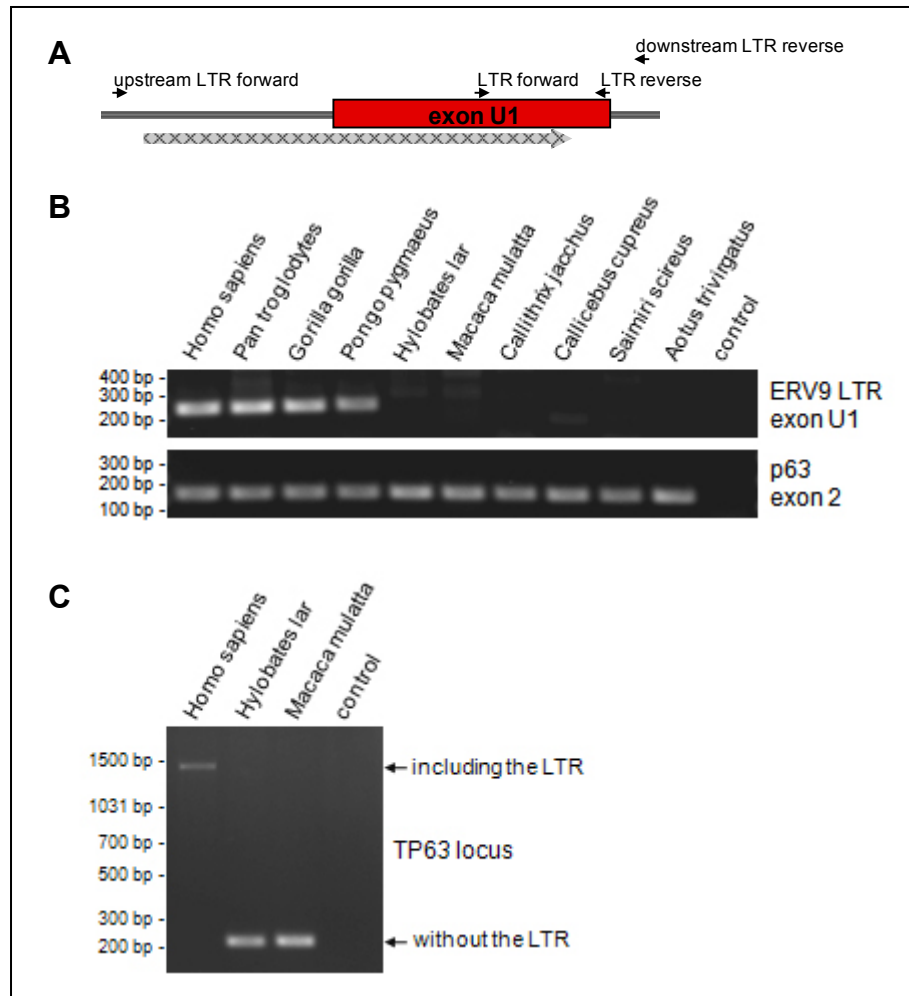 A
downstream LTR reverse
upstream LTR forward
LTR forward
LTR reverse
exon U1
B
Homo sapiens
Pan troglodytes
Gorilla gorilla
Pongo pygmaeus
Hylobates lar
Macaca mulatta
Callithrix jacchus
Callicebus cupreus
Saimiri scireus
Aotus trivirgatus
control
400 bp -
300 bp -
200 bp -
ERV9 LTR
exon U1
300 bp -
200 bp -
100 bp -
p63
exon 2
C
Homo sapiens
Hylobates lar
Macaca mulatta
control
1500 bp -
1031 bp -
700 bp -
500 bp -
300 bp -
200 bp -
including the LTR
TP63 locus
without the LTR